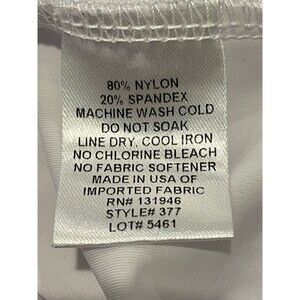 80% NYLON
20% SPANDEX
MACHINE WASH COLD
DO NOT SOAK
LINE DRY, COOL IRON
NO CHLORINE BLEACH
NO FABRIC SOFTENER
MADE IN USA OF
IMPORTED FABRIC
RN# 131946
STYLE# 377
LOT# 5461